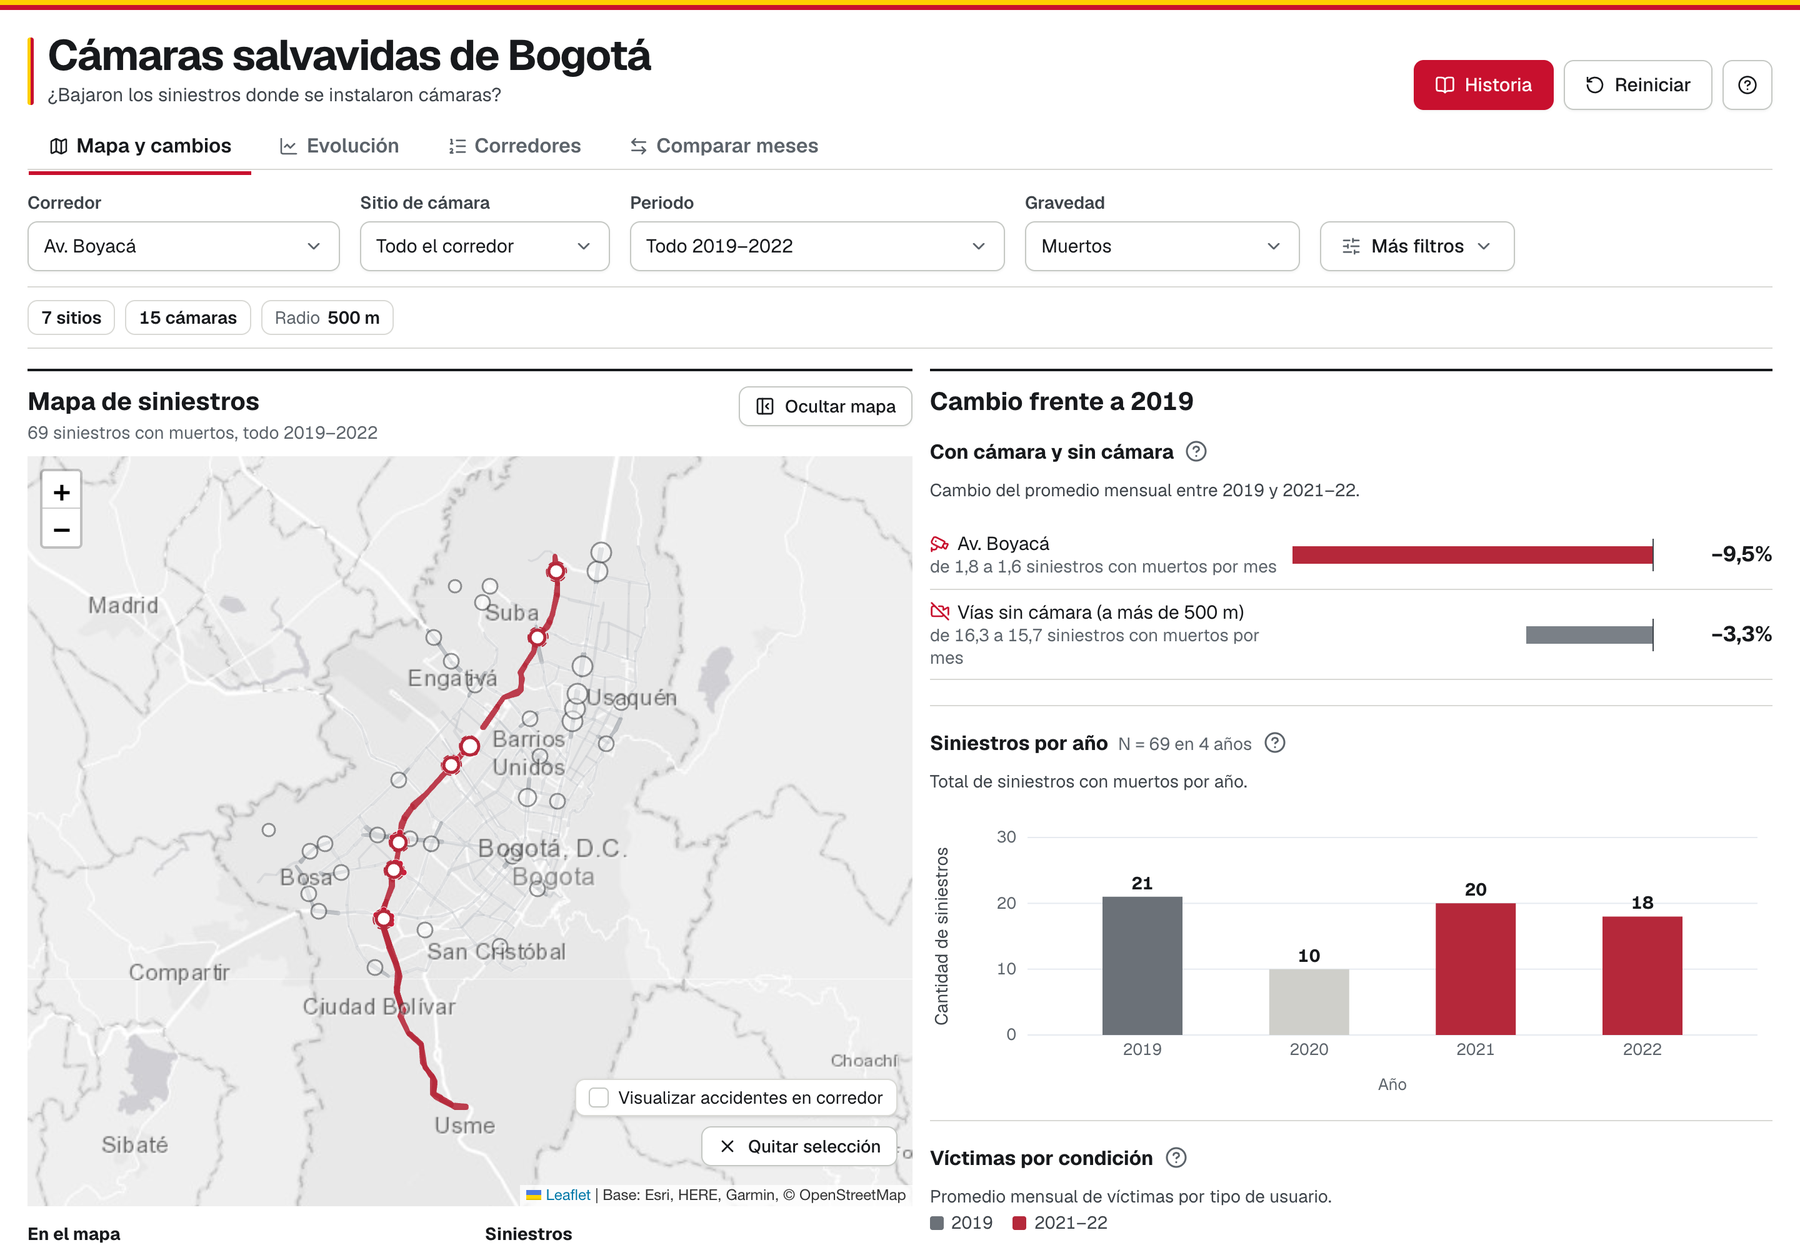 Cámaras salvavidas de Bogotá
¿Bajaron los siniestros donde se instalaron cámaras?
Historia
Reiniciar
Mapa y cambios
Evolución
Corredores
Comparar meses
Corredor
Av. Boyacá
Sitio de cámara
Todo el corredor
Periodo
Todo 2019–2022
Gravedad
Muertos
Más filtros
7 sitios
15 cámaras
Radio 500 m
Mapa de siniestros
69 siniestros con muertos, todo 2019–2022
Ocultar mapa
+
−
Madrid
Suba
Engativá
Usaquén
Barrios
Unidos
Bogotá, D.C.
Bogota
Bosa
San Cristóbal
Compartir
Ciudad Bolívar
Choachí
Usme
Sibaté
Visualizar accidentes en corredor
Quitar selección
Leaflet | Base: Esri, HERE, Garmin, © OpenStreetMap
En el mapa
Siniestros
Cambio frente a 2019
Con cámara y sin cámara ?
Cambio del promedio mensual entre 2019 y 2021–22.
Av. Boyacá
de 1,8 a 1,6 siniestros con muertos por mes
−9,5%
Vías sin cámara (a más de 500 m)
de 16,3 a 15,7 siniestros con muertos por
mes
−3,3%
Siniestros por año N = 69 en 4 años ?
Total de siniestros con muertos por año.
Cantidad de siniestros
30
20
10
0
21
10
20
18
2019
2020
2021
2022
Año
Víctimas por condición ?
Promedio mensual de víctimas por tipo de usuario.
2019
2021–22